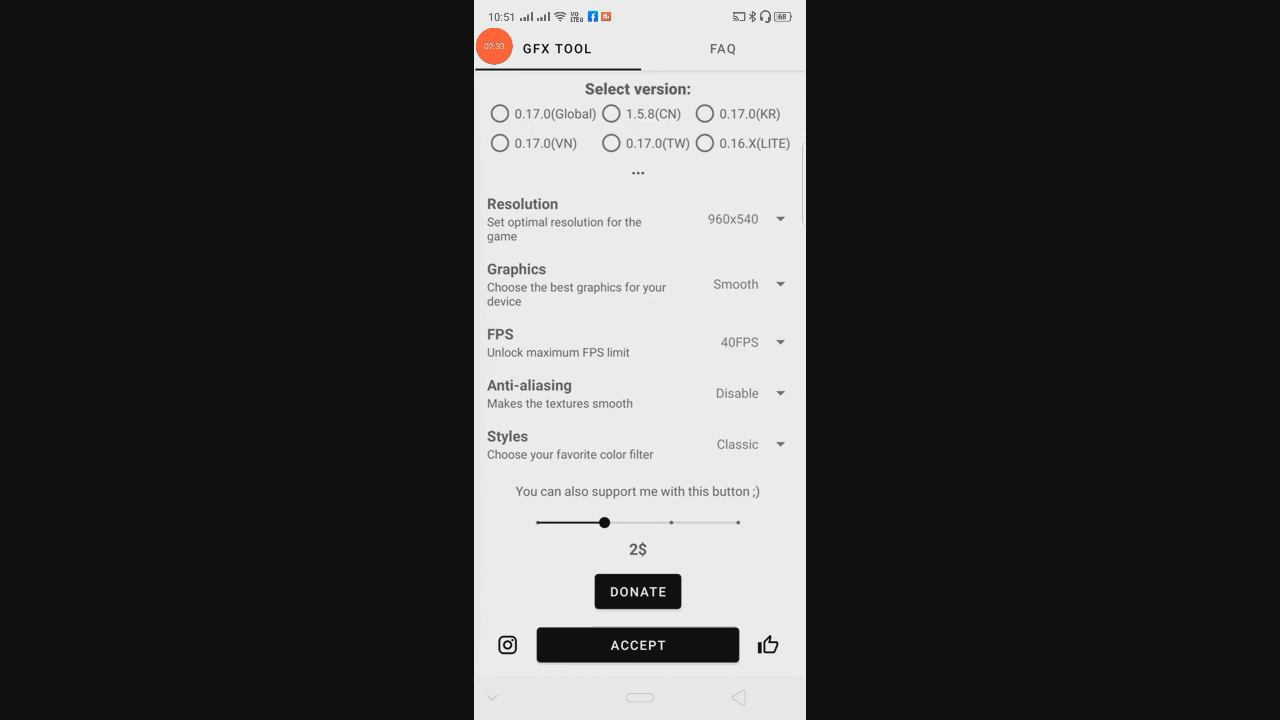 10:51 VO LTE 68
02:33 GFX TOOL FAQ
Select version:
0.17.0(Global) 1.5.8(CN) 0.17.0(KR)
0.17.0(VN) 0.17.0(TW) 0.16.X(LITE)
...
Resolution
Set optimal resolution for the
game
960x540
Graphics
Choose the best graphics for your
device
Smooth
FPS
Unlock maximum FPS limit
40FPS
Anti-aliasing
Makes the textures smooth
Disable
Styles
Choose your favorite color filter
Classic
You can also support me with this button ;)
2$
DONATE
ACCEPT